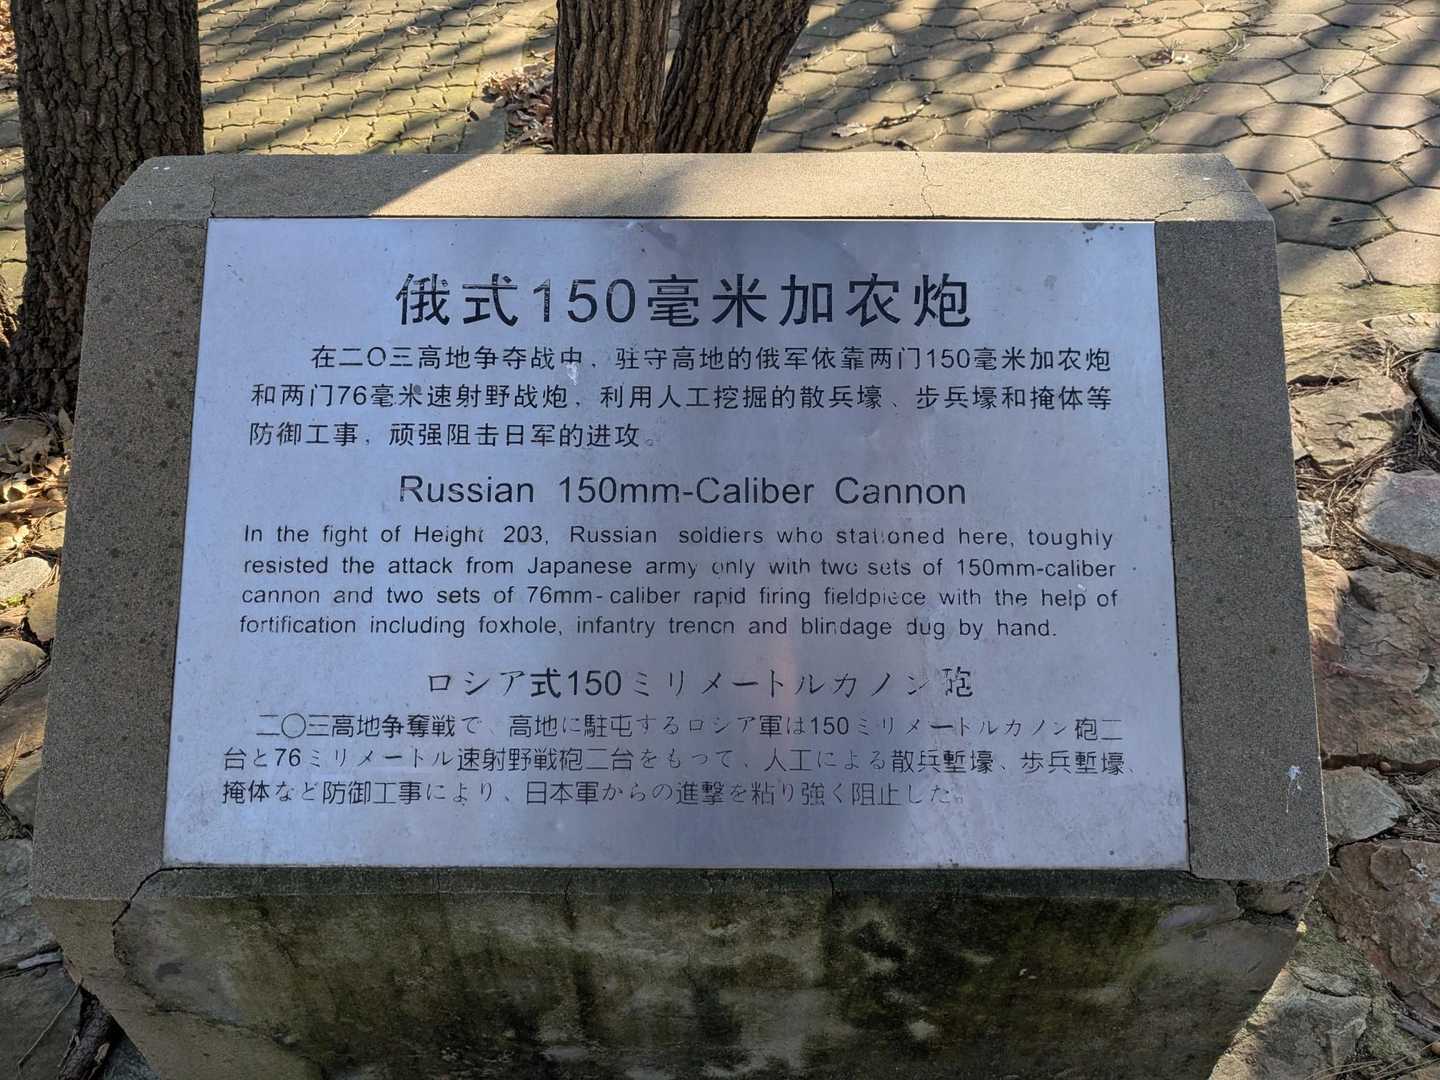 俄式150毫米加农炮
在二〇三高地争夺战中，驻守高地的俄军依靠两门150毫米加农炮
和两门76毫米速射野战炮，利用人工挖掘的散兵壕、步兵壕和掩体等
防御工事，顽强阻击日军的进攻。
Russian 150mm-Caliber Cannon
In the fight of Height 203, Russian soldiers who stationed here, toughly
resisted the attack from Japanese army only with two sets of 150mm-caliber
cannon and two sets of 76mm-caliber rapid firing fieldpiece with the help of
fortification including foxhole, infantry trench and blindage dug by hand.
ロシア式150ミリメートルカノン砲
二〇三高地争奪戦で、高地に駐屯するロシア軍は150ミリメートルカノン砲二
台と76ミリメートル速射野戦砲二台をもって、人工による散兵塹壕、歩兵塹壕、
掩体など防御工事により、日本軍からの進撃を粘り強く阻止した。